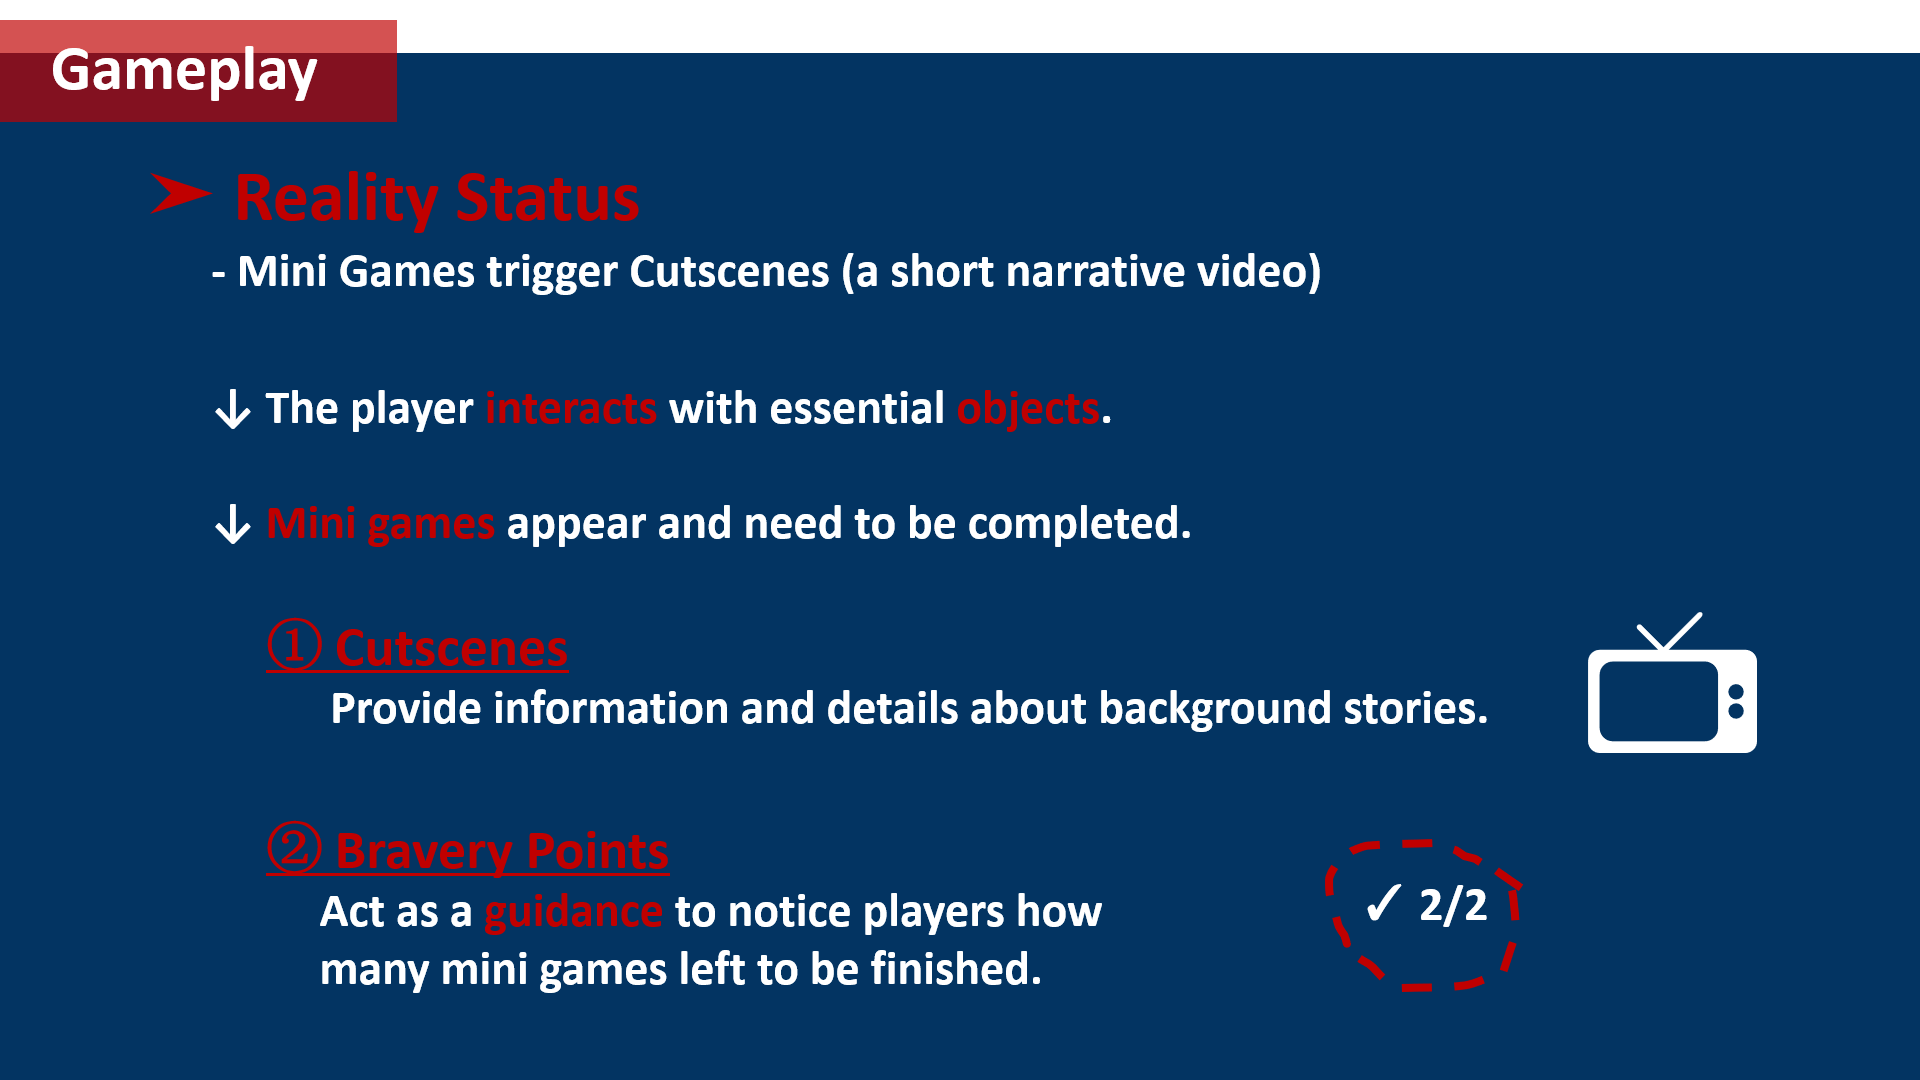 Gameplay
➤ Reality Status
- Mini Games trigger Cutscenes (a short narrative video)
↓ The player interacts with essential objects.
↓ Mini games appear and need to be completed.
① Cutscenes
Provide information and details about background stories.
② Bravery Points
Act as a guidance to notice players how
many mini games left to be finished.
✓ 2/2